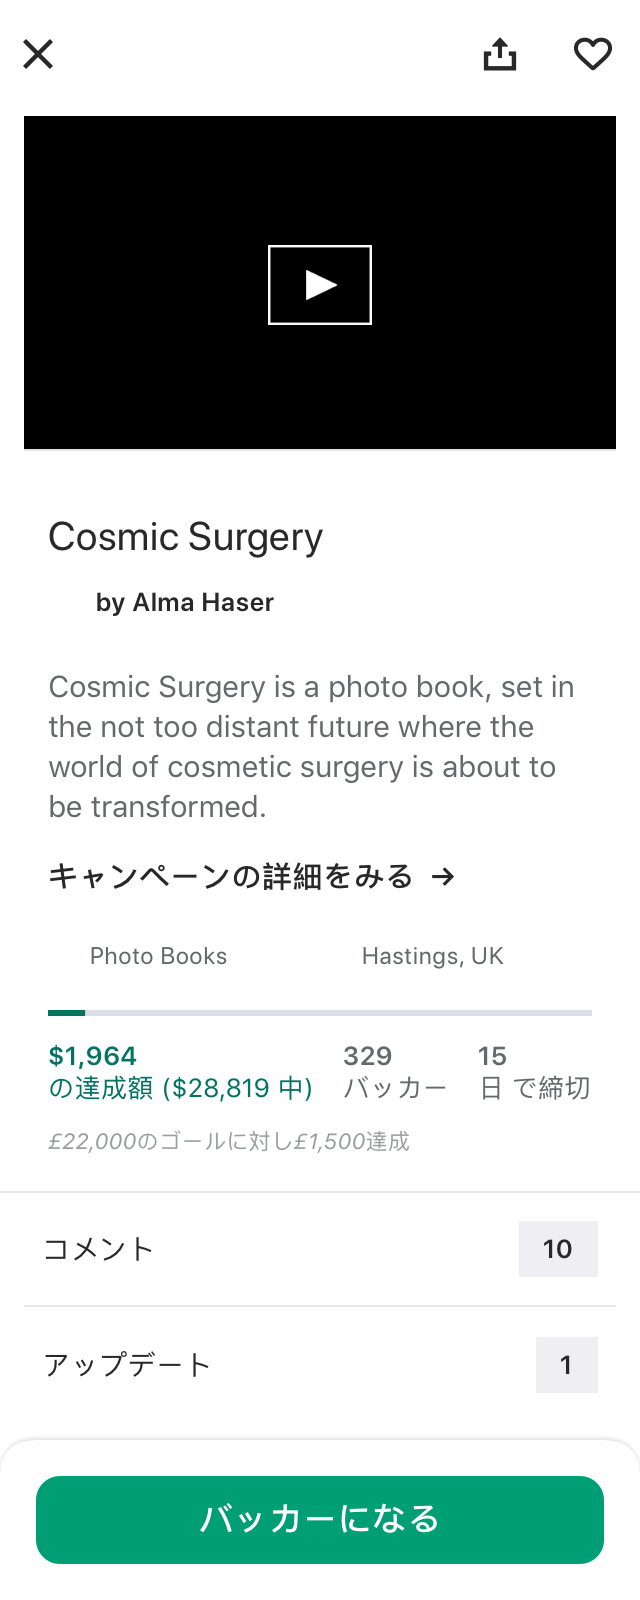 Cosmic Surgery
by Alma Haser
Cosmic Surgery is a photo book, set in
the not too distant future where the
world of cosmetic surgery is about to
be transformed.
キャンペーンの詳細をみる →
Photo Books
Hastings, UK
$1,964
の達成額 ($28,819 中)
329
バッカー
15
日 で締切
£22,000のゴールに対し£1,500達成
コメント
10
アップデート
1
バッカーになる